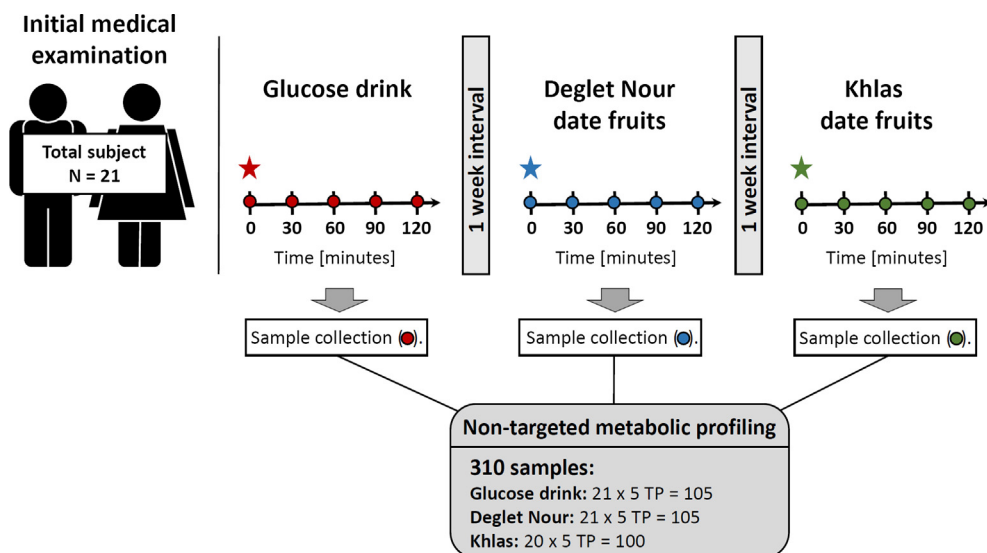 Initial medical
examination
Total subject
N = 21
Glucose drink
0 30 60 90 120
Time [minutes]
1 week interval
Deglet Nour
date fruits
0 30 60 90 120
Time [minutes]
1 week interval
Khlas
date fruits
0 30 60 90 120
Time [minutes]
Sample collection ( ).
Sample collection ( ).
Sample collection ( ).
Non-targeted metabolic profiling
310 samples:
Glucose drink: 21 x 5 TP = 105
Deglet Nour: 21 x 5 TP = 105
Khlas: 20 x 5 TP = 100